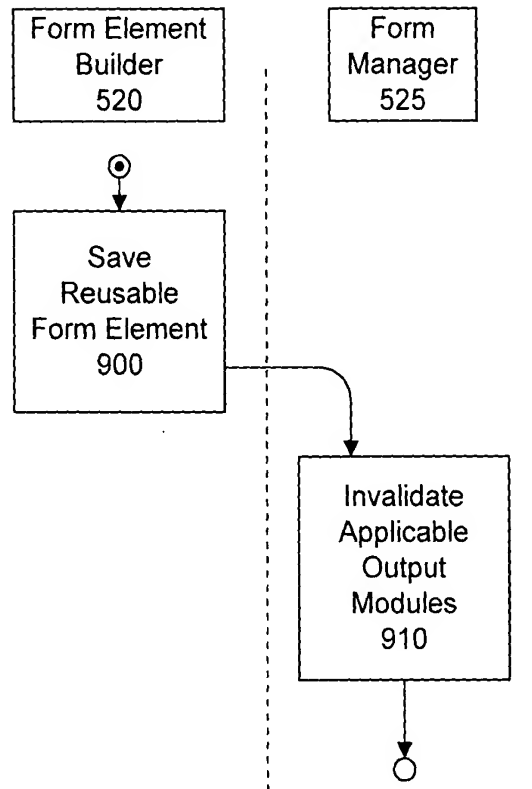 Form Element
Builder
520
Form
Manager
525
Save
Reusable
Form Element
900
Invalidate
Applicable
Output
Modules
910